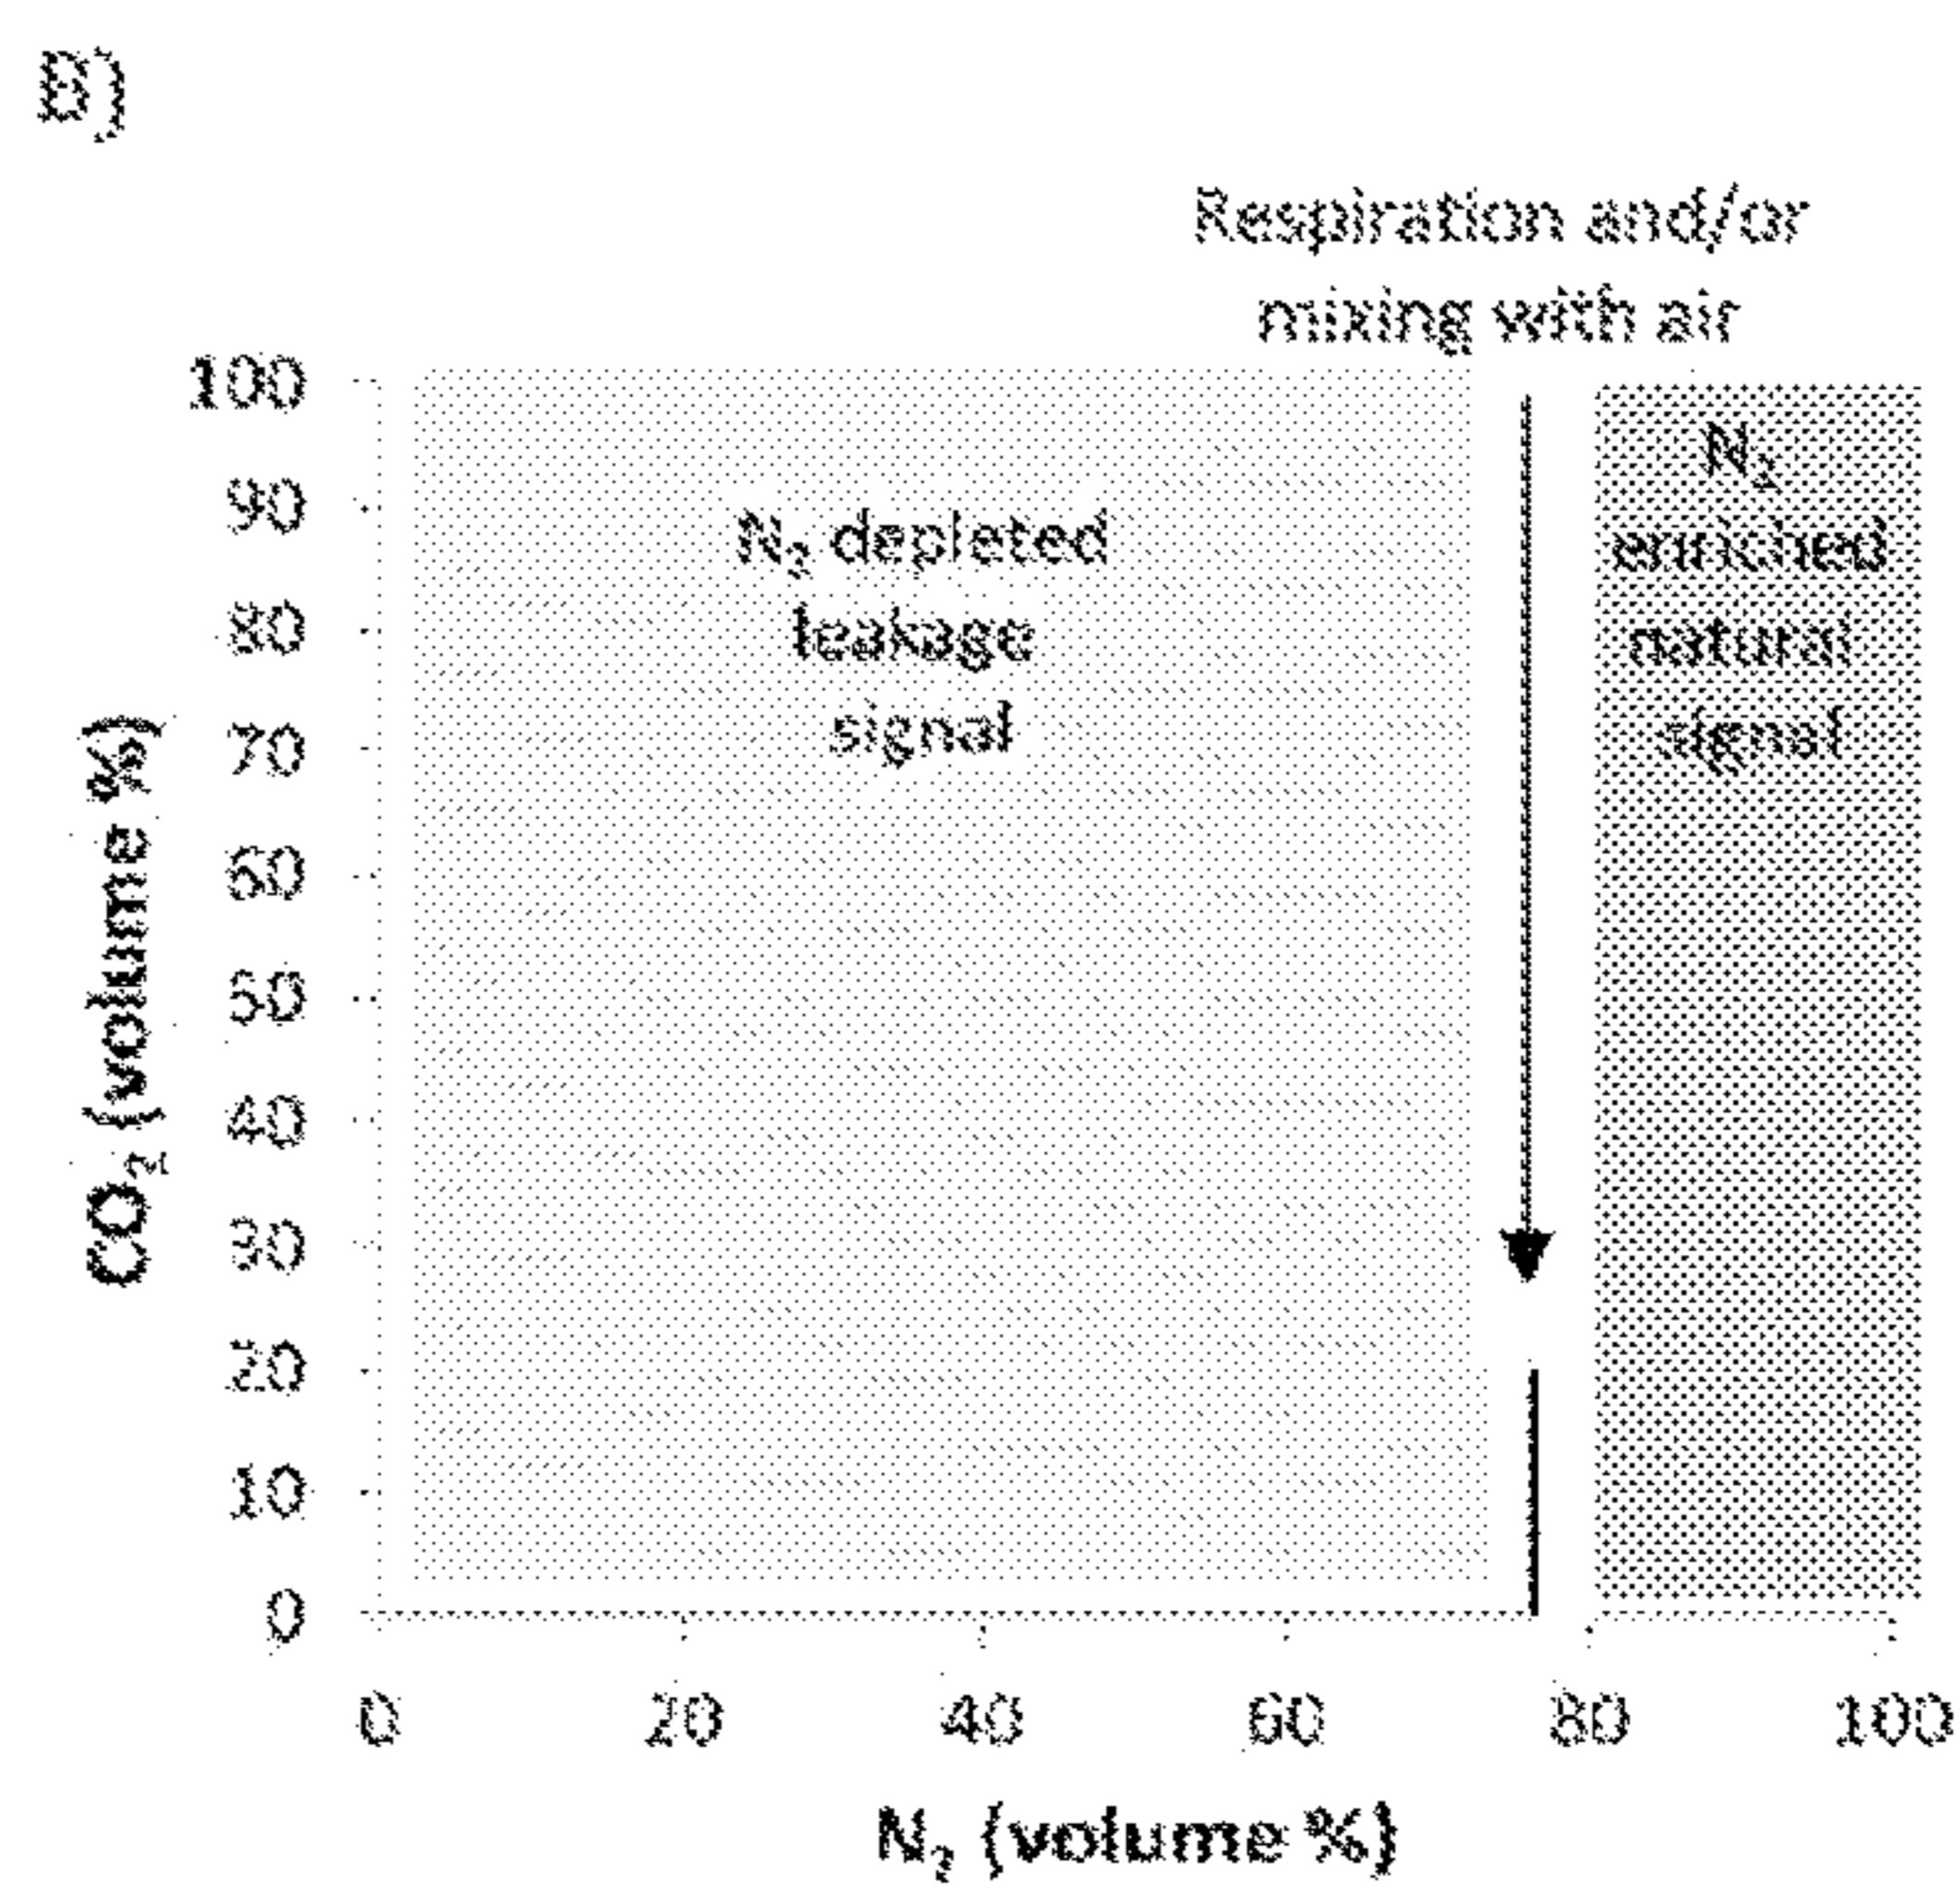 B)
Respiration and/or
mixing with air
100
90
80
70
60
50
40
30
20
10
0
CO₂ (volume %)
N₂ depleted
leakage
signal
N₂
enriched
natural
signal
0 20 40 60 80 100
N₂ (volume %)